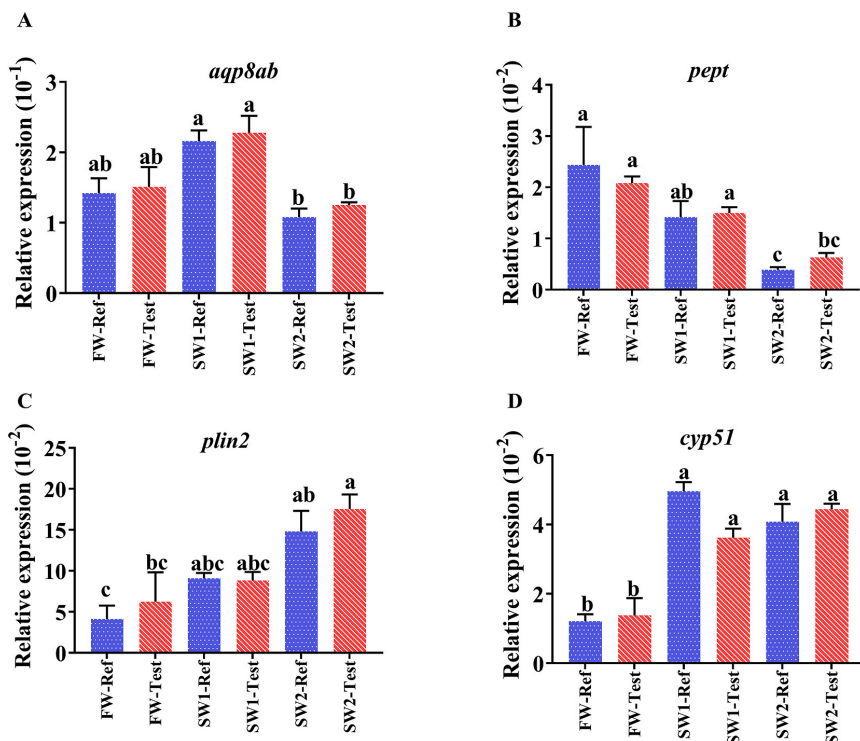 A
aqp8ab
Relative expression (10⁻¹)
3
2
1
0
ab
ab
a
a
b
b
FW-Ref
FW-Test
SW1-Ref
SW1-Test
SW2-Ref
SW2-Test
B
pept
Relative expression (10⁻²)
4
3
2
1
0
a
a
ab
a
c
bc
FW-Ref
FW-Test
SW1-Ref
SW1-Test
SW2-Ref
SW2-Test
C
plin2
Relative expression (10⁻²)
25
20
15
10
5
0
c
bc
abc
abc
ab
a
FW-Ref
FW-Test
SW1-Ref
SW1-Test
SW2-Ref
SW2-Test
D
cyp51
Relative expression (10⁻²)
6
4
2
0
b
b
a
a
a
a
FW-Ref
FW-Test
SW1-Ref
SW1-Test
SW2-Ref
SW2-Test